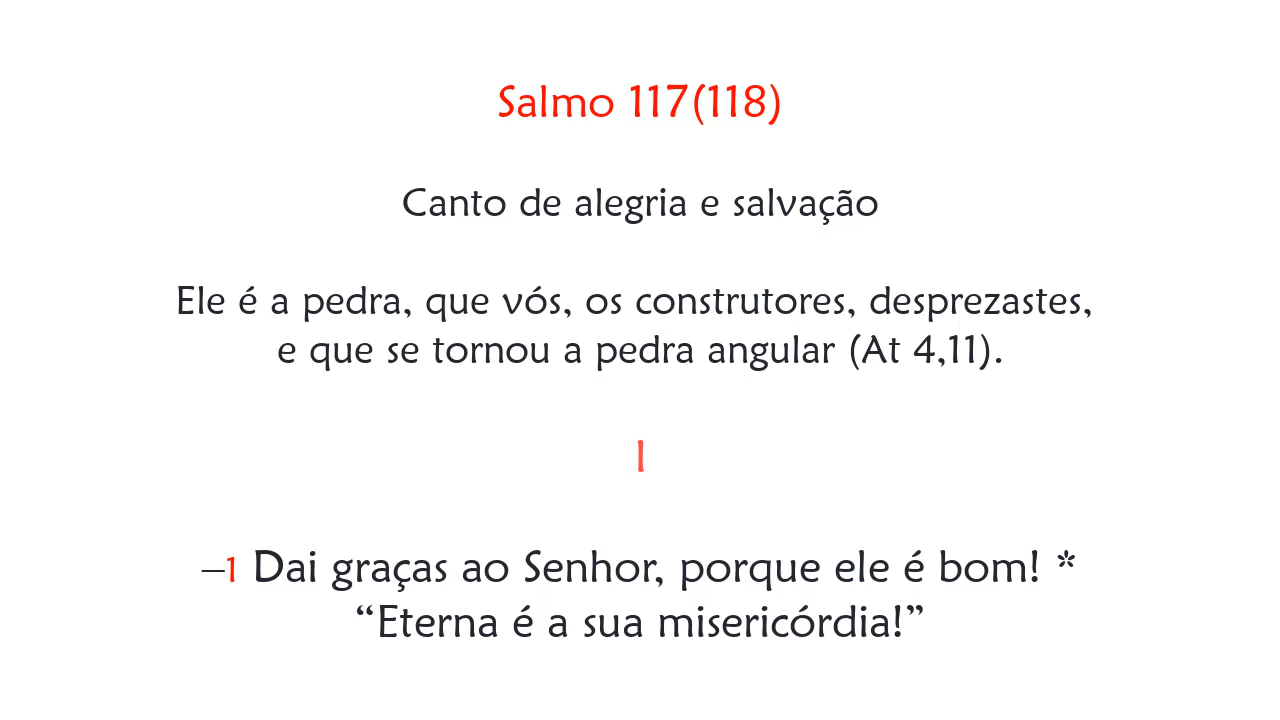 Salmo 117(118)
Canto de alegria e salvação
Ele é a pedra, que vós, os construtores, desprezastes,
e que se tornou a pedra angular (At 4,11).
I
–1 Dai graças ao Senhor, porque ele é bom! *
“Eterna é a sua misericórdia!”